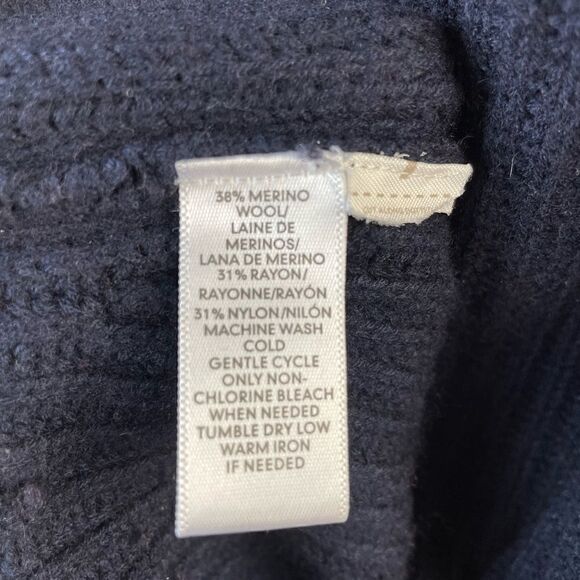 38% MERINO
WOOL/
LAINE DE
MERINOS/
LANA DE MERINO
31% RAYON/
RAYONNE/RAYÓN
31% NYLON/NILÓN
MACHINE WASH
COLD
GENTLE CYCLE
ONLY NON-
CHLORINE BLEACH
WHEN NEEDED
TUMBLE DRY LOW
WARM IRON
IF NEEDED